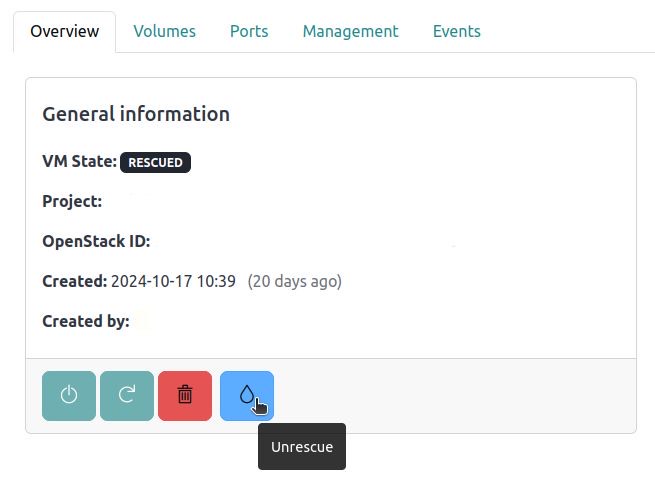 Overview Volumes Ports Management Events
General information
VM State: RESCUED
Project:
OpenStack ID:
Created: 2024-10-17 10:39 (20 days ago)
Created by:
Unrescue